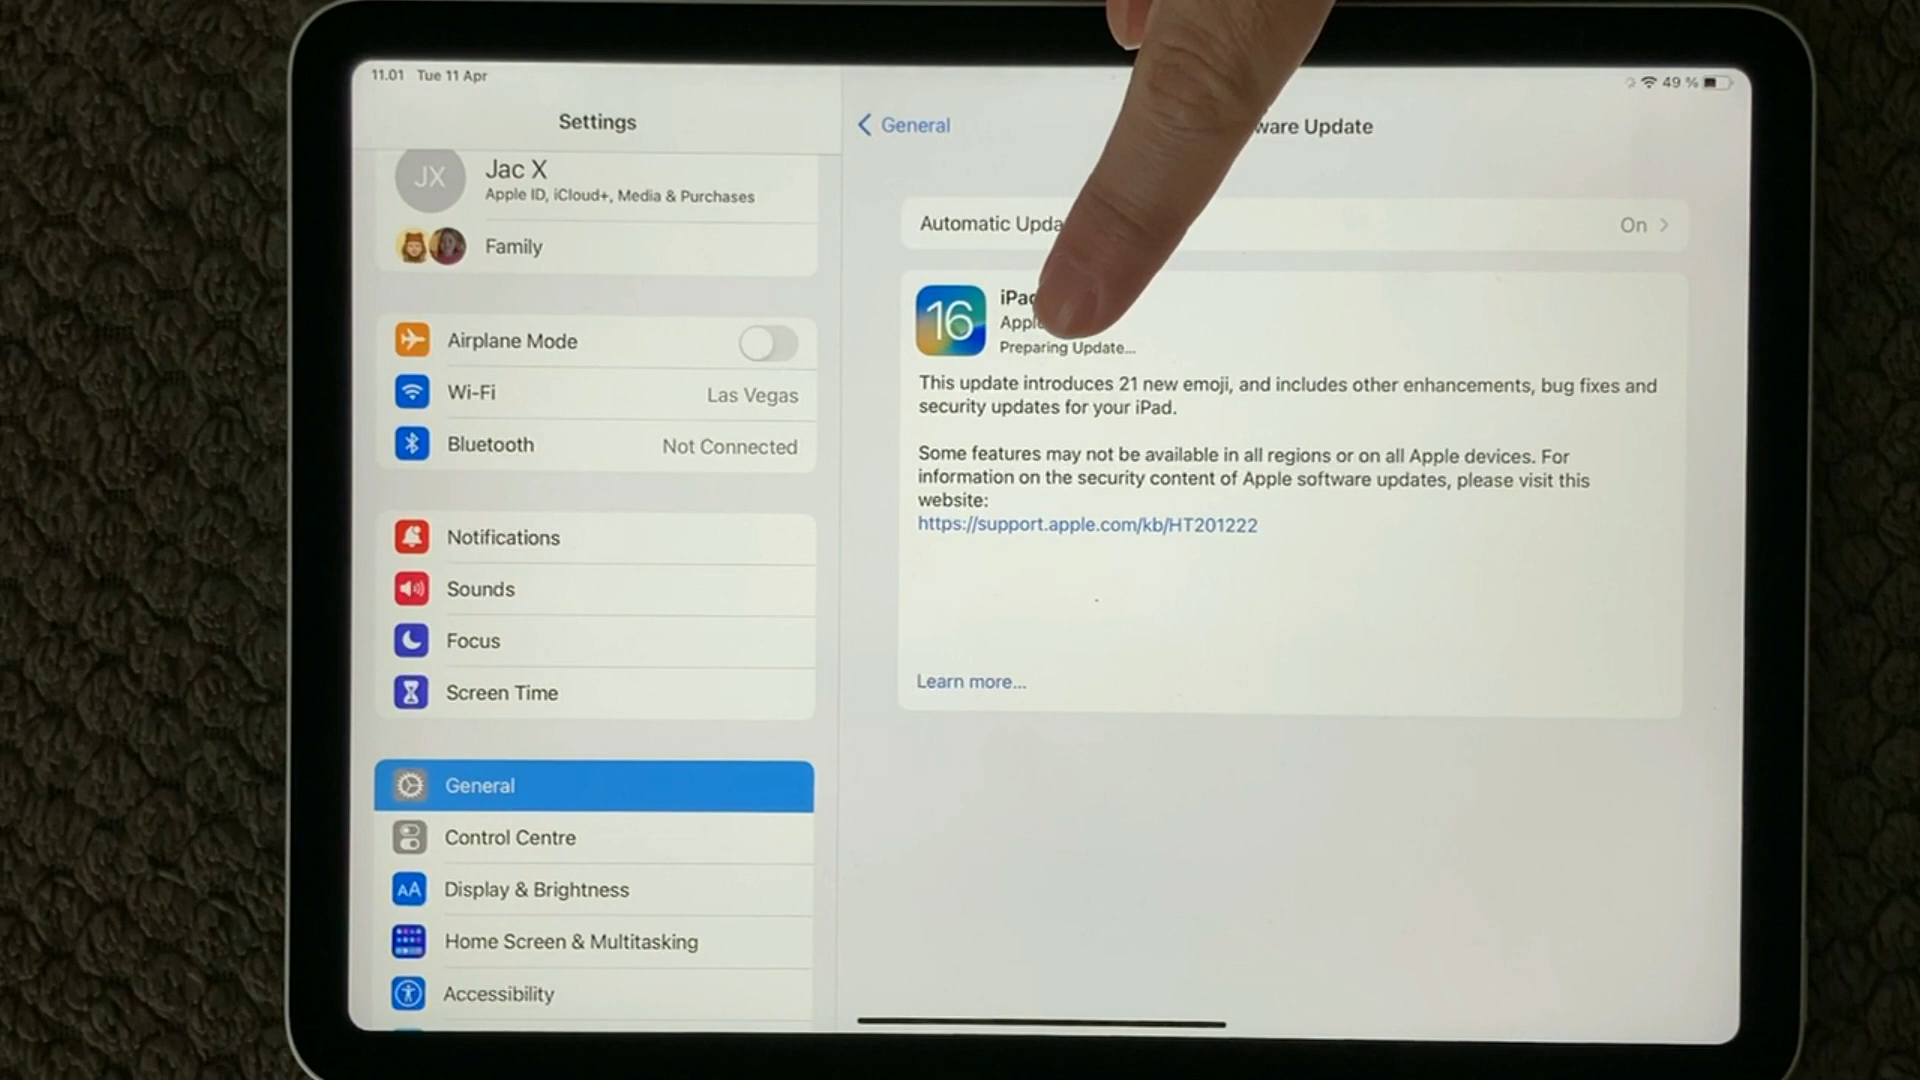 11.01 Tue 11 Apr
49 %
Settings
JX
Jac X
Apple ID, iCloud+, Media & Purchases
Family
Airplane Mode
Wi-Fi
Las Vegas
Bluetooth
Not Connected
Notifications
Sounds
Focus
Screen Time
General
Control Centre
AA
Display & Brightness
Home Screen & Multitasking
Accessibility
General
ware Update
Automatic Upda
On
16
iPad
Apple
Preparing Update...
This update introduces 21 new emoji, and includes other enhancements, bug fixes and
security updates for your iPad.
Some features may not be available in all regions or on all Apple devices. For
information on the security content of Apple software updates, please visit this
website:
https://support.apple.com/kb/HT201222
Learn more...